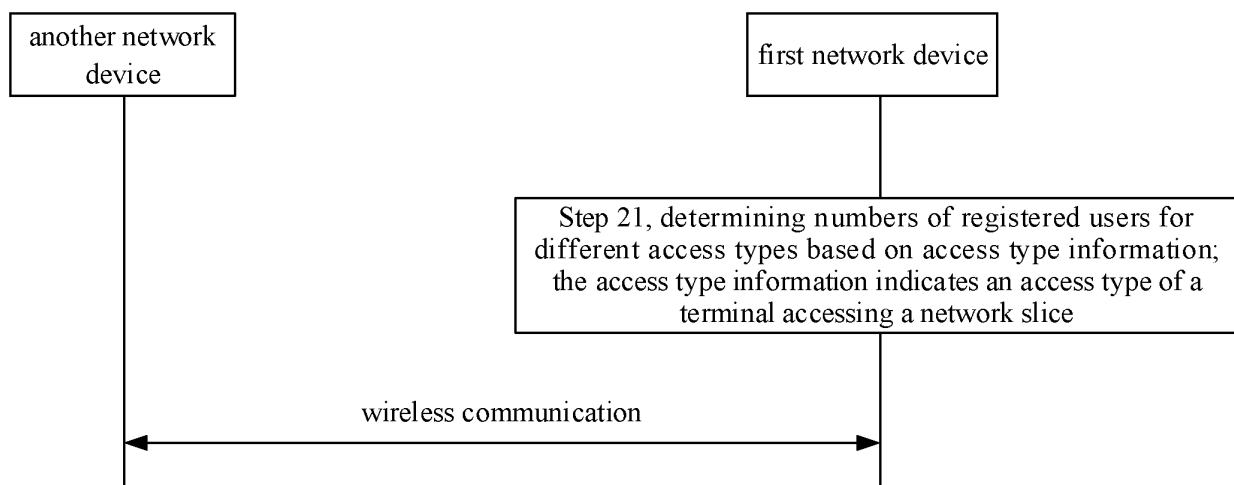 another network
device
first network device
Step 21, determining numbers of registered users for
different access types based on access type information;
the access type information indicates an access type of a
terminal accessing a network slice
wireless communication